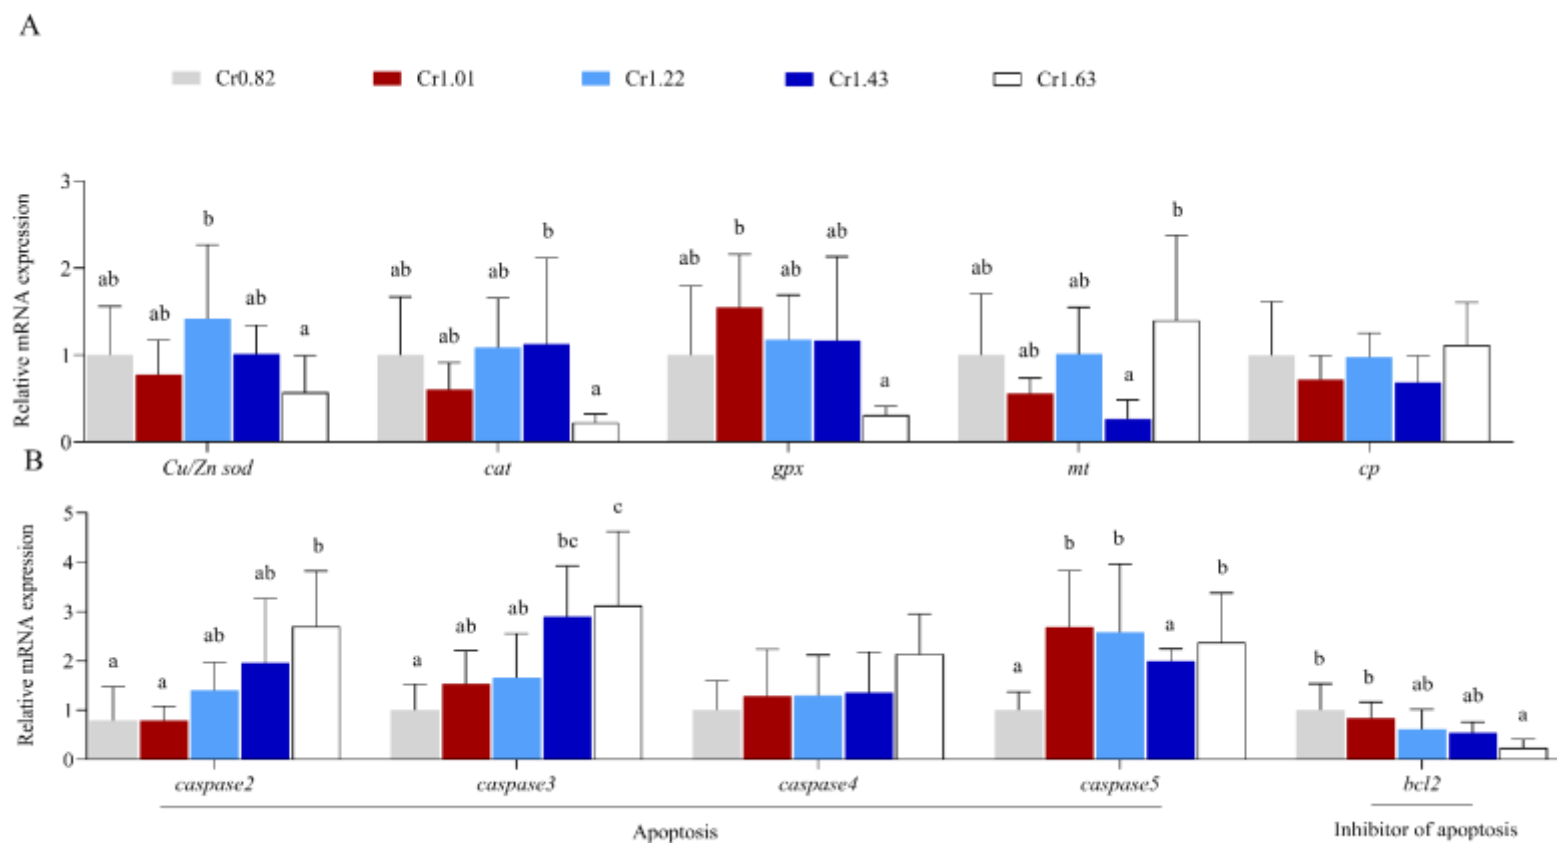 A
Cr0.82 Cr1.01 Cr1.22 Cr1.43 Cr1.63
Relative mRNA expression
3
2
1
0
ab ab b ab a
ab ab ab b a
ab b ab ab a
ab ab ab a b
Cu/Zn sod cat gpx mt cp
B
Relative mRNA expression
5
4
3
2
1
0
a a ab ab b
a ab ab bc c
a b b a b
b b ab ab a
caspase2 caspase3 caspase4 caspase5 bcl2
Apoptosis Inhibitor of apoptosis